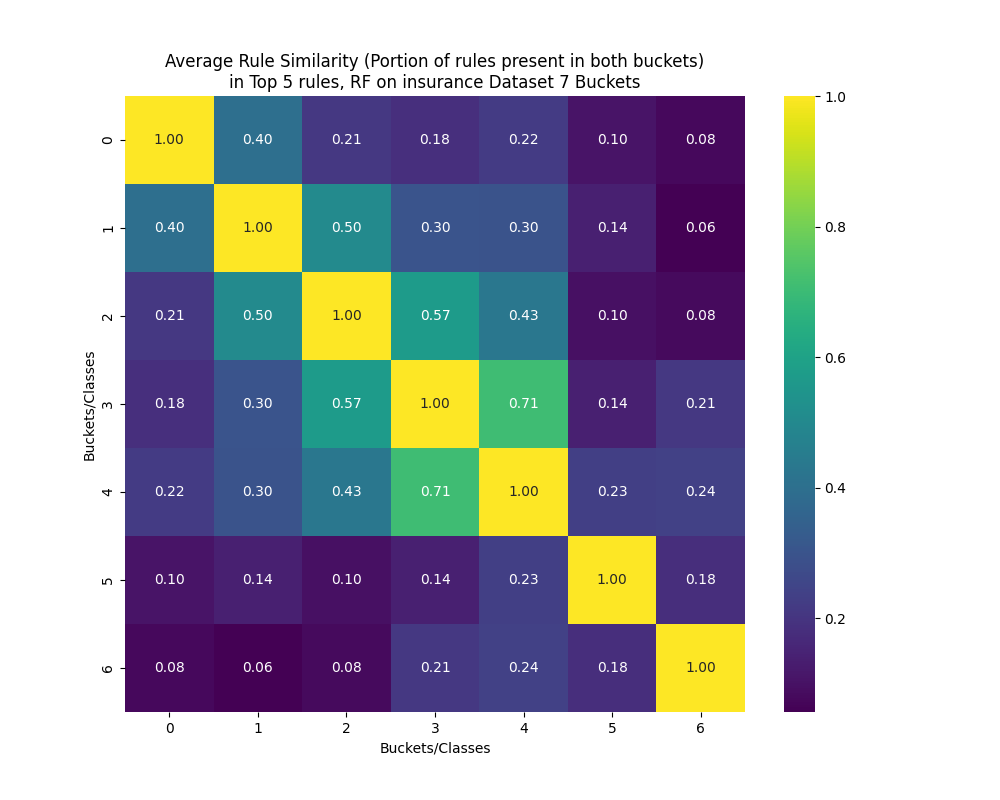 Average Rule Similarity (Portion of rules present in both buckets)
in Top 5 rules, RF on insurance Dataset 7 Buckets
Buckets/Classes
0 1.00 0.40 0.21 0.18 0.22 0.10 0.08
1 0.40 1.00 0.50 0.30 0.30 0.14 0.06
2 0.21 0.50 1.00 0.57 0.43 0.10 0.08
3 0.18 0.30 0.57 1.00 0.71 0.14 0.21
4 0.22 0.30 0.43 0.71 1.00 0.23 0.24
5 0.10 0.14 0.10 0.14 0.23 1.00 0.18
6 0.08 0.06 0.08 0.21 0.24 0.18 1.00
0 1 2 3 4 5 6
Buckets/Classes
1.0
0.8
0.6
0.4
0.2